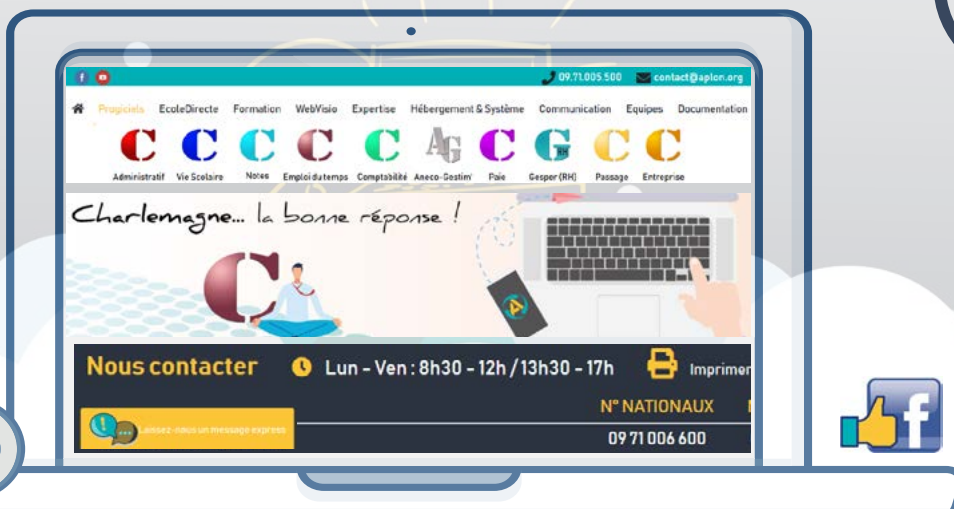 09.71.005.500 contact@aplon.org
Progiciels EcoleDirecte Formation WebVisio Expertise Hébergement & Système Communication Equipes Documentation
C C C C C AG C G RH C C
Administratif Vie Scolaire Notes Emploi du temps Comptabilité Aneco-Gestim' Paie Gesper (RH) Passage Entreprise
Charlemagne... la bonne réponse !
C
A
Nous contacter Lun - Ven : 8h30 - 12h / 13h30 - 17h Imprimer
N° NATIONAUX
Laissez-nous un message express
09 71 006 600
f